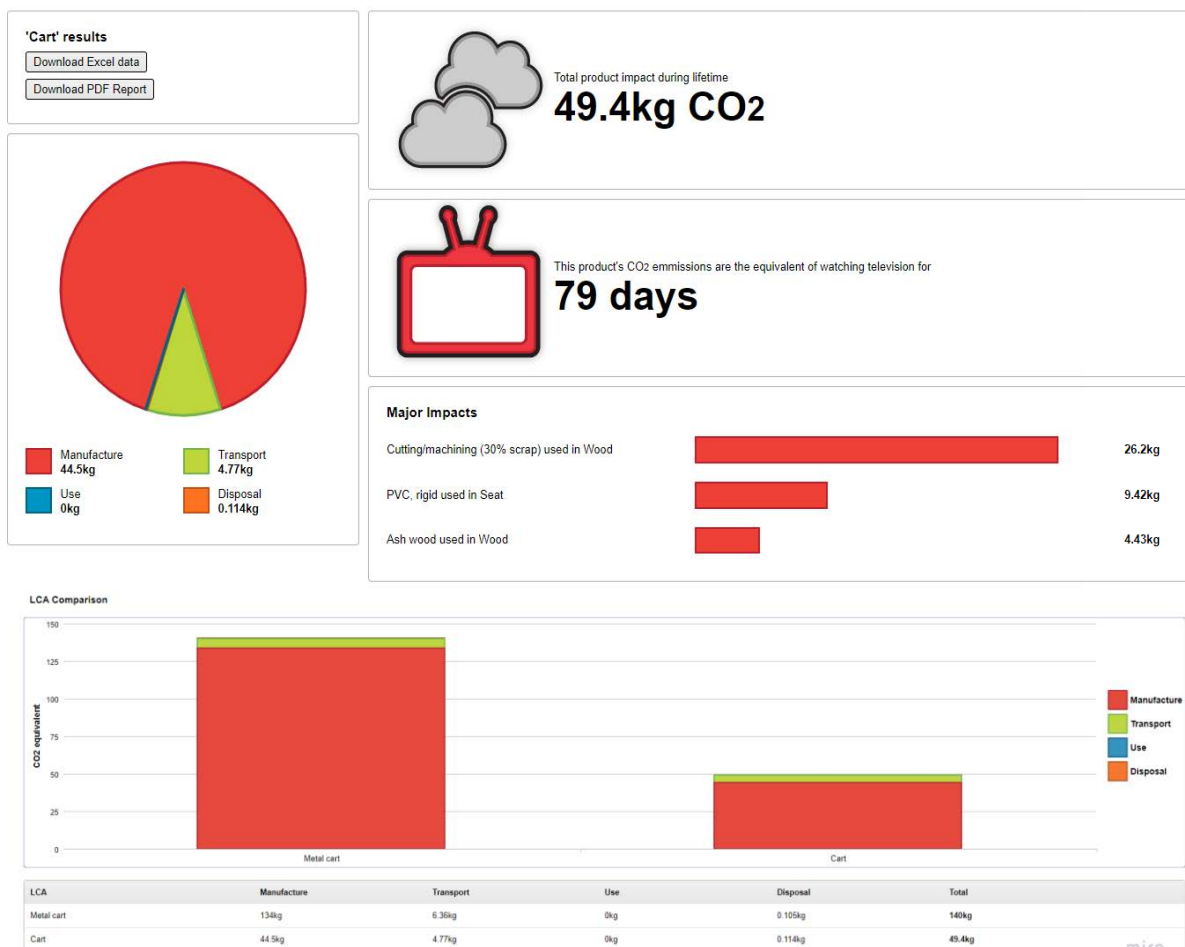 'Cart' results
Download Excel data
Download PDF Report
Total product impact during lifetime
49.4kg CO2
This product's CO2 emmissions are the equivalent of watching television for
79 days
Manufacture
44.5kg
Transport
4.77kg
Use
0kg
Disposal
0.114kg
Major Impacts
Cutting/machining (30% scrap) used in Wood 26.2kg
PVC, rigid used in Seat 9.42kg
Ash wood used in Wood 4.43kg
LCA Comparison
150
125
100
75
50
25
0
CO2 equivalent
Metal cart
Cart
Manufacture
Transport
Use
Disposal
LCA Manufacture Transport Use Disposal Total
Metal cart 134kg 6.36kg 0kg 0.105kg 140kg
Cart 44.5kg 4.77kg 0kg 0.114kg 49.4kg